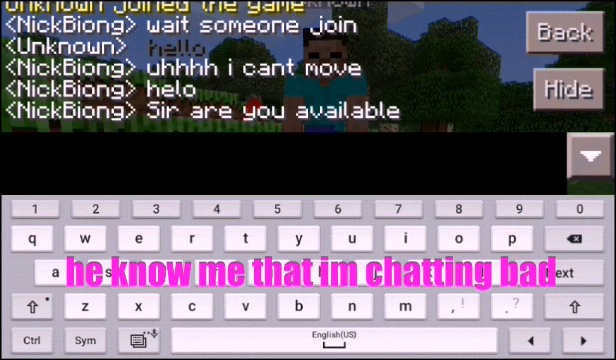 Unknown joined the game
<NickBiong> wait someone join
<Unknown> hello
<NickBiong> uhhhh i cant move
<NickBiong> helo
<NickBiong> Sir are you available
Back
Hide
1 2 3 4 5 6 7 8 9 0
q w e r t y u i o p
a
he know me that im chatting bad
Next
z x c v b n m , ! . ?
Ctrl Sym English(US)